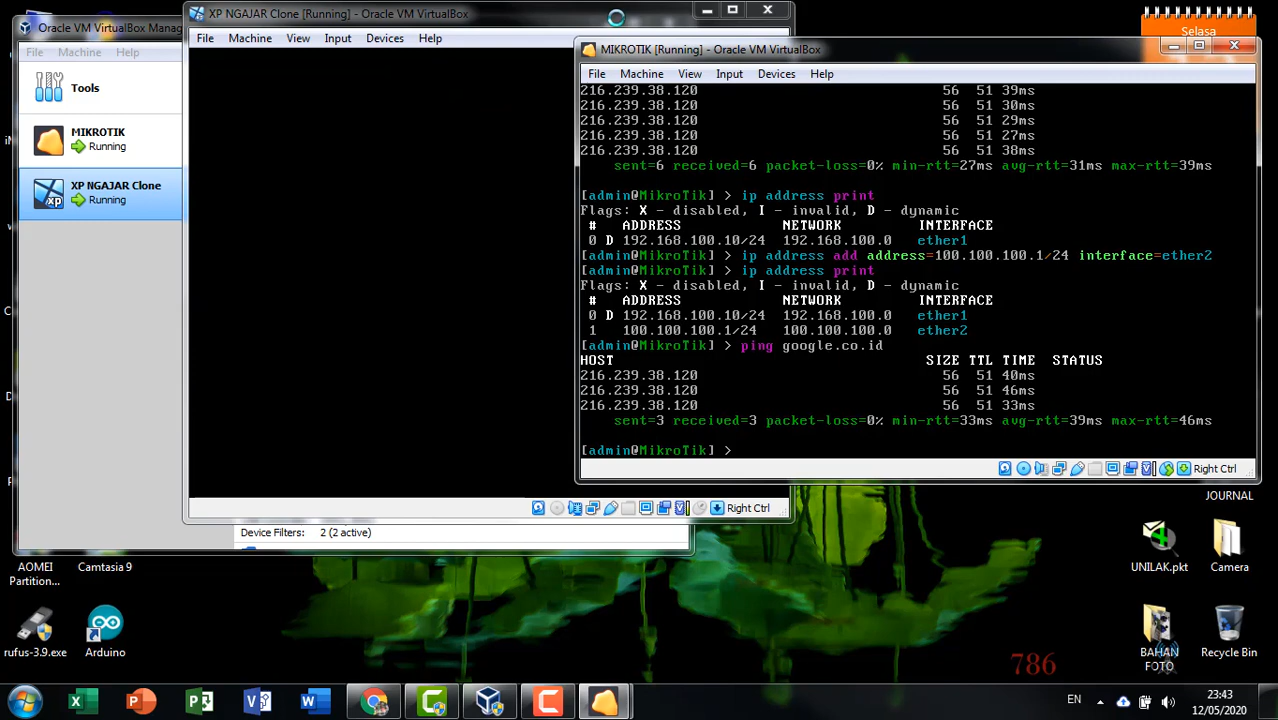 Oracle VM VirtualBox Manag
File Machine Help
Tools
MIKROTIK
Running
XP NGAJAR Clone
Running
xp
Device Filters: 2 (2 active)
XP NGAJAR Clone [Running] - Oracle VM VirtualBox
File Machine View Input Devices Help
Right Ctrl
MIKROTIK [Running] - Oracle VM VirtualBox
File Machine View Input Devices Help
216.239.38.120 56 51 39ms
216.239.38.120 56 51 30ms
216.239.38.120 56 51 29ms
216.239.38.120 56 51 27ms
216.239.38.120 56 51 38ms
sent=6 received=6 packet-loss=0% min-rtt=27ms avg-rtt=31ms max-rtt=39ms
[admin@MikroTik] > ip address print
Flags: X - disabled, I - invalid, D - dynamic
# ADDRESS NETWORK INTERFACE
0 D 192.168.100.10/24 192.168.100.0 ether1
[admin@MikroTik] > ip address add address=100.100.100.1/24 interface=ether2
[admin@MikroTik] > ip address print
Flags: X - disabled, I - invalid, D - dynamic
# ADDRESS NETWORK INTERFACE
0 D 192.168.100.10/24 192.168.100.0 ether1
1 100.100.100.1/24 100.100.100.0 ether2
[admin@MikroTik] > ping google.co.id
HOST SIZE TTL TIME STATUS
216.239.38.120 56 51 40ms
216.239.38.120 56 51 46ms
216.239.38.120 56 51 33ms
sent=3 received=3 packet-loss=0% min-rtt=33ms avg-rtt=39ms max-rtt=46ms
[admin@MikroTik] >
Right Ctrl
Selasa
JOURNAL
UNILAK.pkt
Camera
BAHAN
FOTO
Recycle Bin
AOMEI
Partition...
Camtasia 9
rufus-3.9.exe
Arduino
786
EN
23:43
12/05/2020